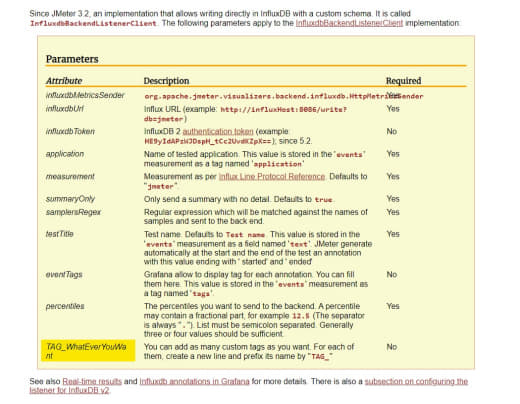 Since JMeter 3.2, an implementation that allows writing directly in InfluxDB with a custom schema. It is called
InfluxdbBackendListenerClient. The following parameters apply to the InfluxdbBackendListenerClient implementation:
Parameters
Attribute Description Required
influxdbMetricsSender org.apache.jmeter.visualizers.backend.influxdb.HttpMetricsSender Yes
influxdbUrl Influx URL (example: http://influxHost:8086/write? Yes
db=jmeter)
influxdbToken InfluxDB 2 authentication token (example: No
HE9yIdAPzWJDspH_tCc2UvdKZpX==); since 5.2.
application Name of tested application. This value is stored in the 'events' Yes
measurement as a tag named 'application'
measurement Measurement as per Influx Line Protocol Reference. Defaults Yes
to "jmeter".
summaryOnly Only send a summary with no detail. Defaults to true. Yes
samplersRegex Regular expression which will be matched against the names of Yes
samples and sent to the back end.
testTitle Test name. Defaults to Test name. This value is stored in the Yes
'events' measurement as a field named 'text'. JMeter generate
automatically at the start and the end of the test an annotation
with this value ending with ' started' and ' ended'
eventTags Grafana allow to display tag for each annotation. You can fill No
them here. This value is stored in the 'events' measurement as
a tag named 'tags'.
percentiles The percentiles you want to send to the backend. A percentile Yes
may contain a fractional part, for example 12.5 (The separator
is always "."). List must be semicolon separated. Generally
three or four values should be sufficient.
TAG_WhatEverYouWa You can add as many custom tags as you want. For each of No
nt them, create a new line and prefix its name by "TAG_"
See also Real-time results and Influxdb annotations in Grafana for more details. There is also a subsection on configuring the
listener for InfluxDB v2.